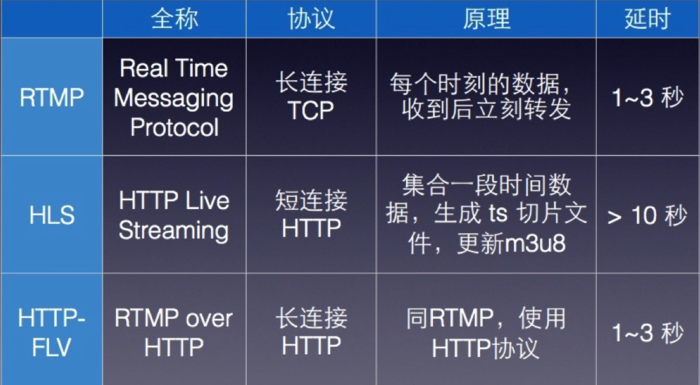 全称
协议
原理
延时
RTMP
Real Time
Messaging
Protocol
长连接
TCP
每个时刻的数据，
收到后立刻转发
1~3 秒
HLS
HTTP Live
Streaming
短连接
HTTP
集合一段时间数
据，生成 ts 切片文
件，更新m3u8
> 10 秒
HTTP-
FLV
RTMP over
HTTP
长连接
HTTP
同RTMP，使用
HTTP协议
1~3 秒